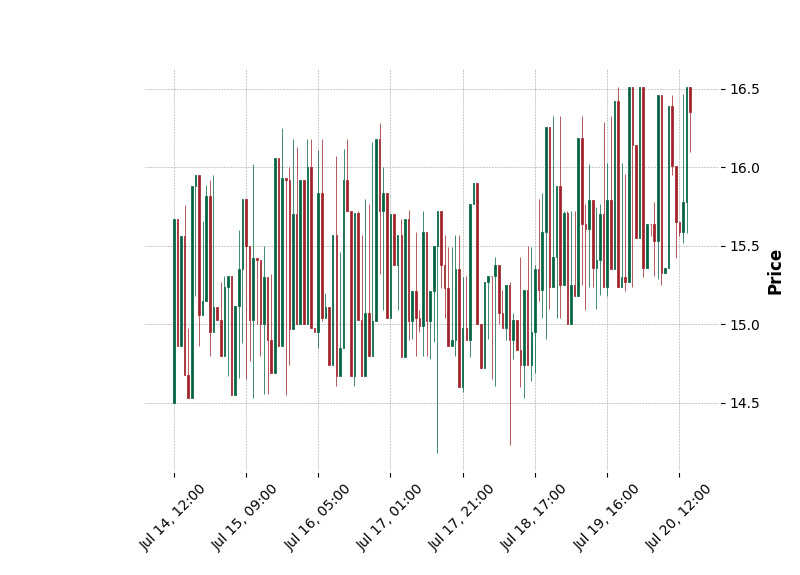 16.5
16.0
15.5
15.0
14.5
Price
Jul 14, 12:00
Jul 15, 09:00
Jul 16, 05:00
Jul 17, 01:00
Jul 17, 21:00
Jul 18, 17:00
Jul 19, 16:00
Jul 20, 12:00